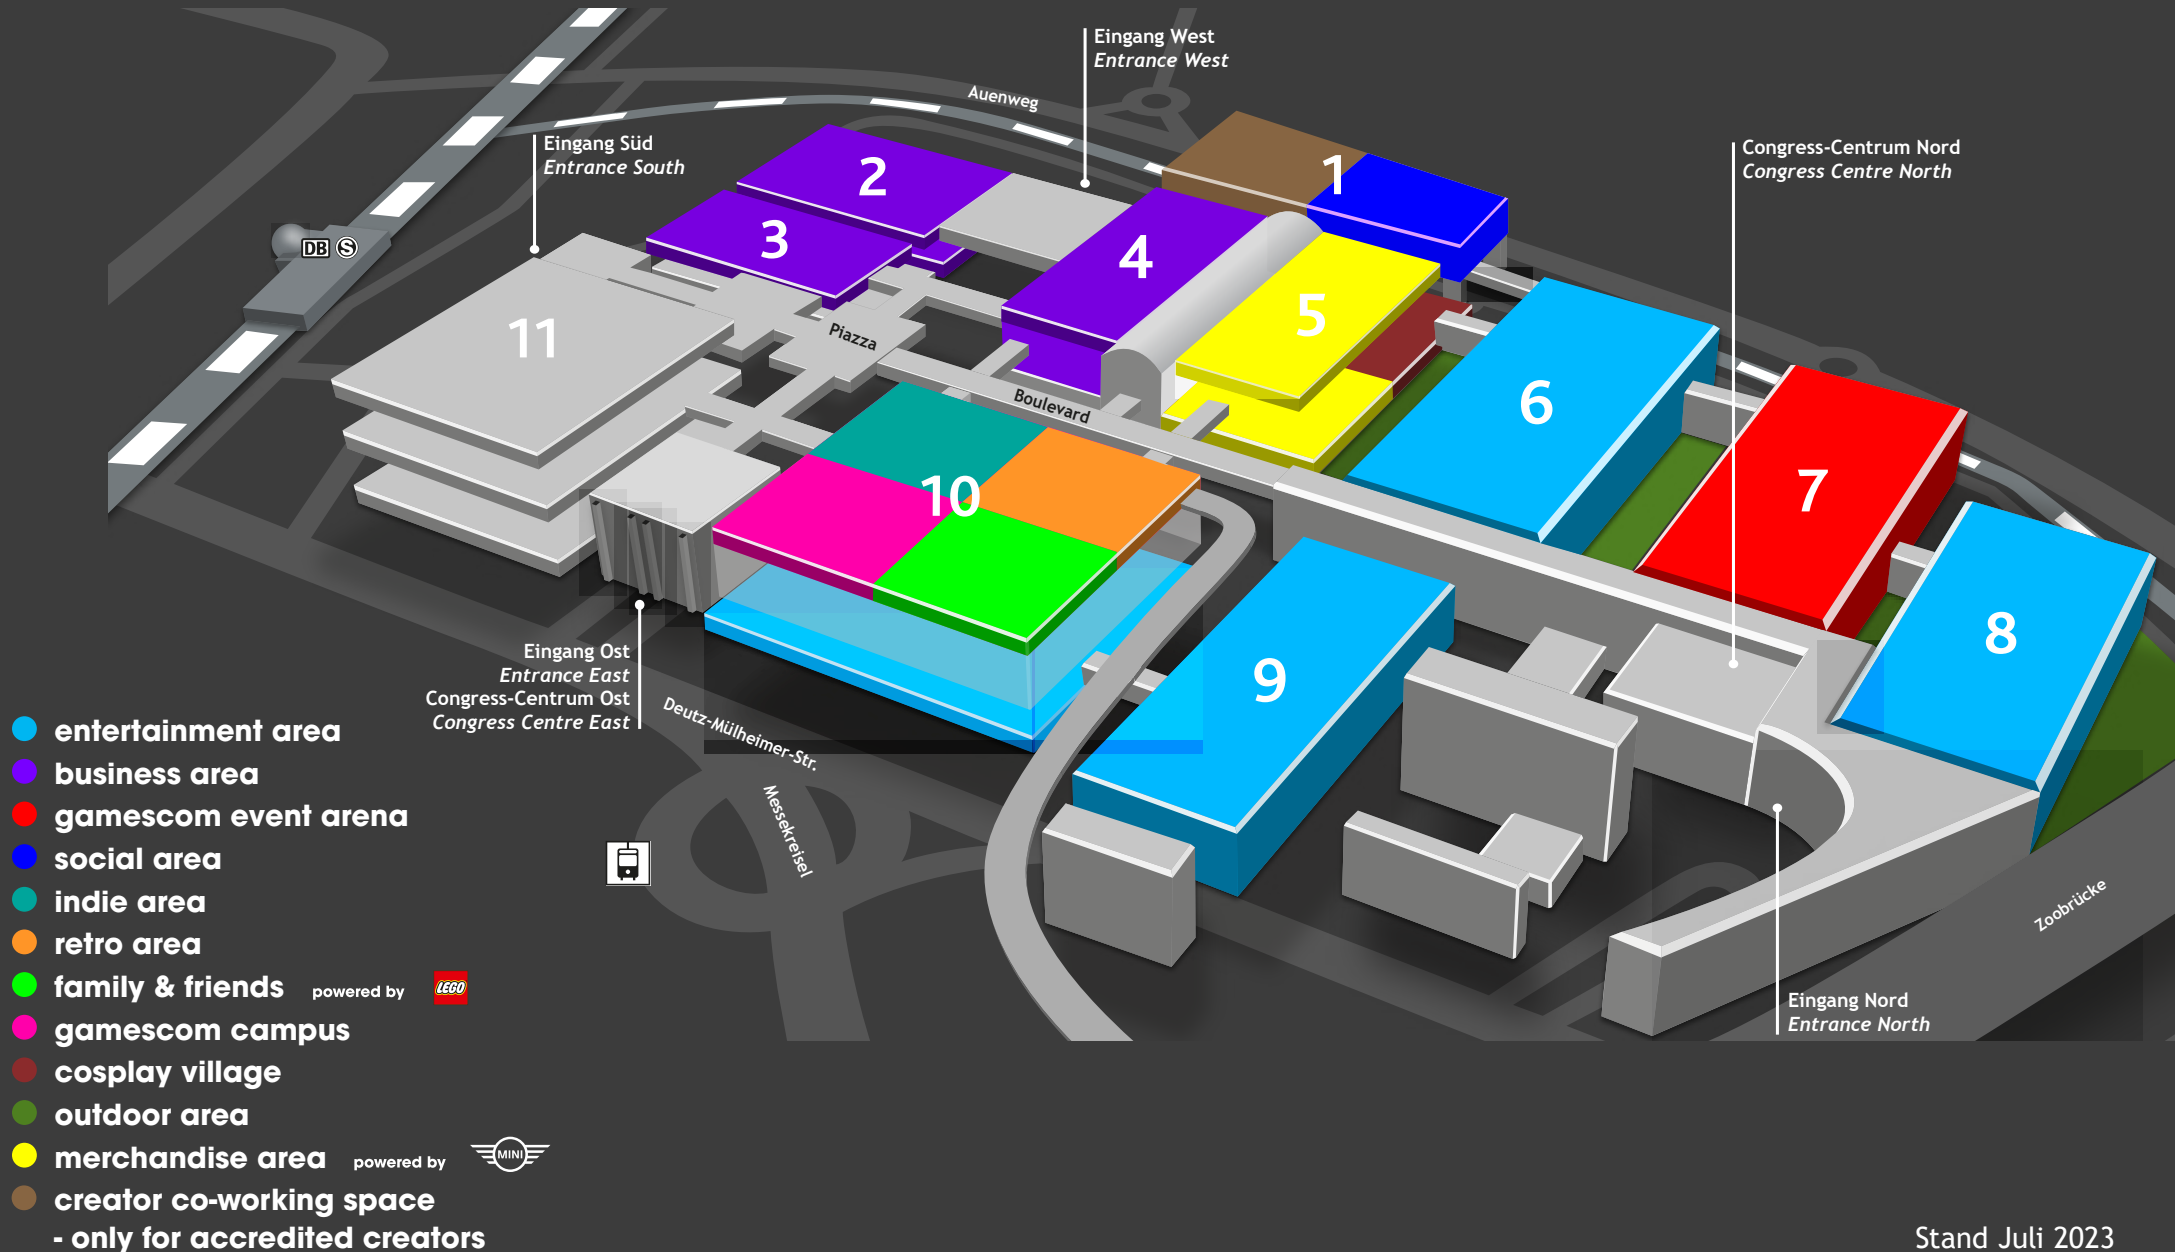 Eingang West
Entrance West
Auenweg
Eingang Süd
Entrance South
Congress-Centrum Nord
Congress Centre North
1
2
3
4
5
6
7
8
9
10
11
DB S
Piazza
Boulevard
Eingang Ost
Entrance East
Congress-Centrum Ost
Congress Centre East
Deutz-Mülheimer-Str.
Messekreisel
Zoobrücke
Eingang Nord
Entrance North
entertainment area
business area
gamescom event arena
social area
indie area
retro area
family & friends powered by LEGO
gamescom campus
cosplay village
outdoor area
merchandise area powered by MINI
creator co-working space
- only for accredited creators
Stand Juli 2023